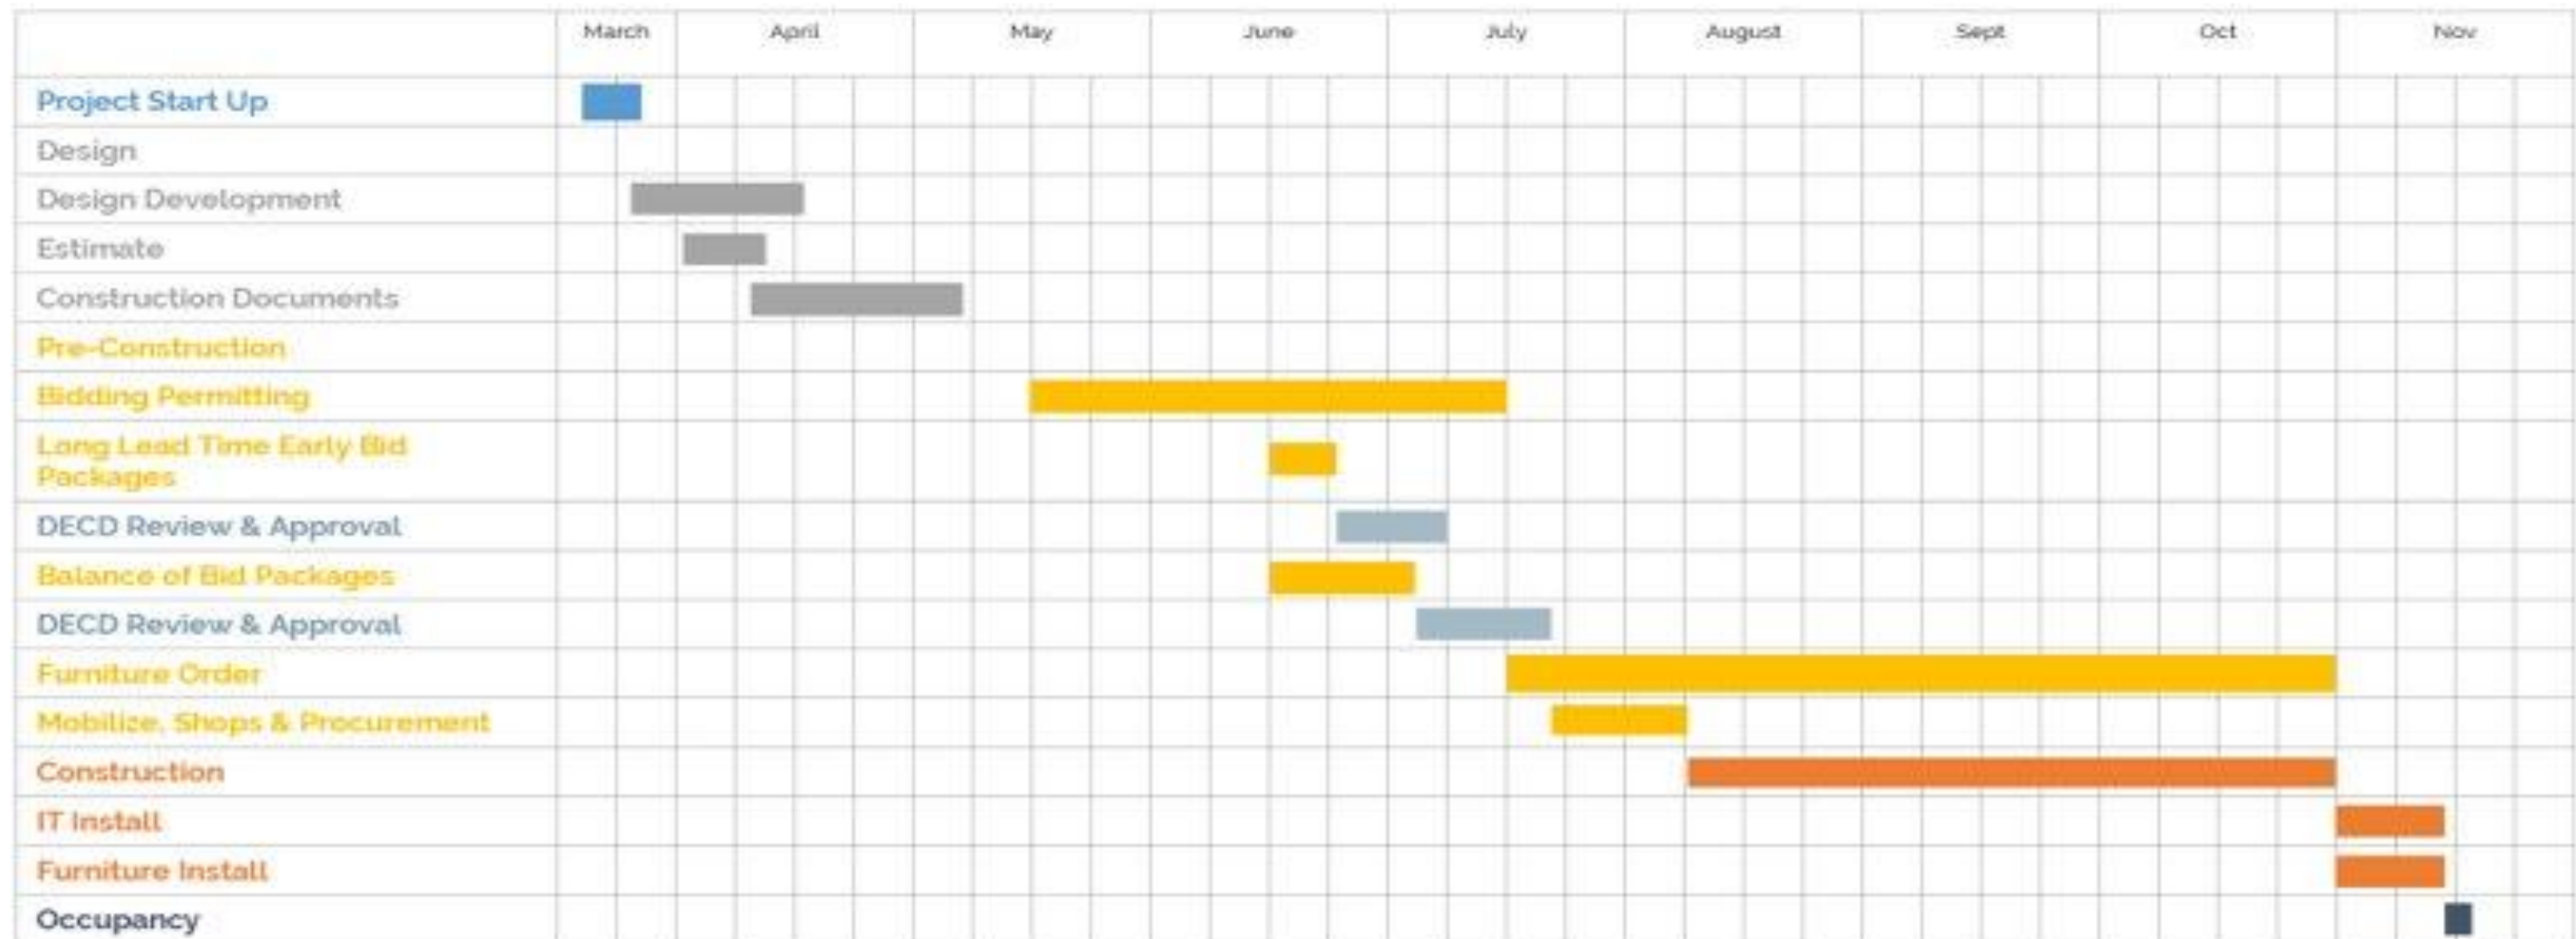 March April May June July August Sept Oct Nov
Project Start Up
Design
Design Development
Estimate
Construction Documents
Pre-Construction
Bidding Permitting
Long Lead Time Early Bid
Packages
DECD Review & Approval
Balance of Bid Packages
DECD Review & Approval
Furniture Order
Mobilize, Shops & Procurement
Construction
IT Install
Furniture Install
Occupancy